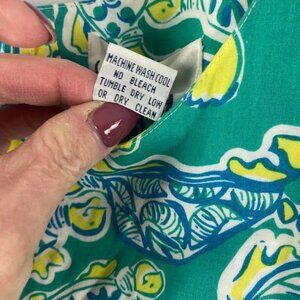 MACHINE WASH COOL
NO BLEACH
TUMBLE DRY LOW
OR DRY CLEAN